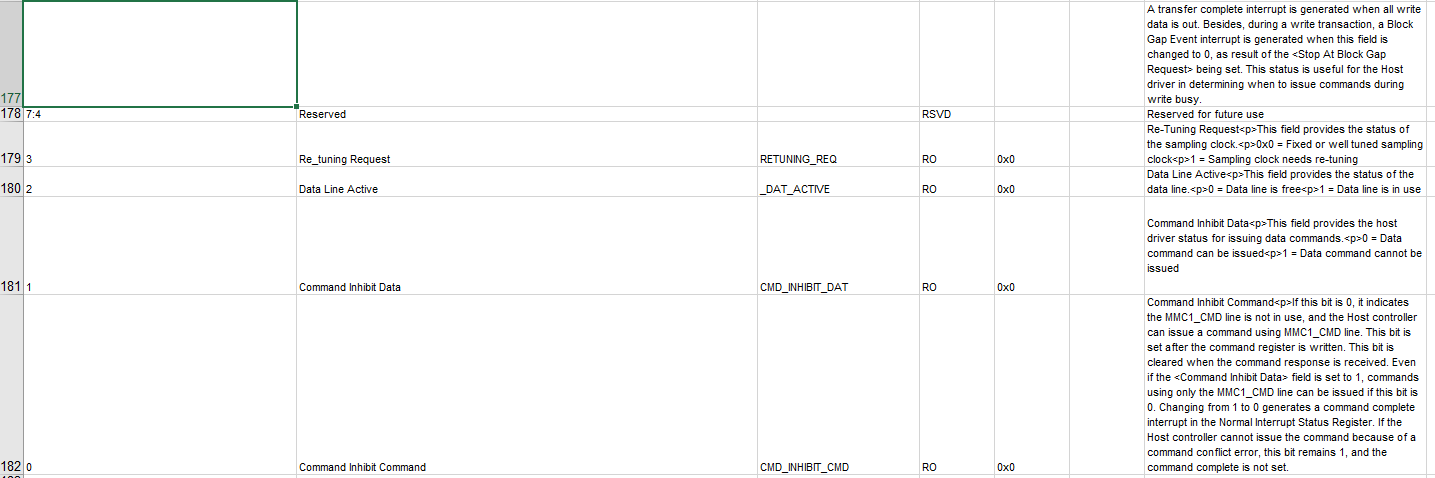 A transfer complete interrupt is generated when all write
data is out. Besides, during a write transaction, a Block
Gap Event interrupt is generated when this field is
changed to 0, as result of the <Stop At Block Gap
Request> being set. This status is useful for the Host
driver in determining when to issue commands during
write busy.
177
178 7:4 Reserved RSVD Reserved for future use
Re-Tuning Request<p>This field provides the status of
the sampling clock.<p>0x0 = Fixed or well tuned sampling
179 3 Re_tuning Request RETUNING_REQ RO 0x0 clock<p>1 = Sampling clock needs re-tuning
Data Line Active<p>This field provides the status of the
180 2 Data Line Active _DAT_ACTIVE RO 0x0 data line.<p>0 = Data line is free<p>1 = Data line is in use
Command Inhibit Data<p>This field provides the host
driver status for issuing data commands.<p>0 = Data
command can be issued<p>1 = Data command cannot be
issued
181 1 Command Inhibit Data CMD_INHIBIT_DAT RO 0x0
Command Inhibit Command<p>If this bit is 0, it indicates
the MMC1_CMD line is not in use, and the Host controller
can issue a command using MMC1_CMD line. This bit is
set after the command register is written. This bit is
cleared when the command response is received. Even
if the <Command Inhibit Data> field is set to 1, commands
using only the MMC1_CMD line can be issued if this bit is
0. Changing from 1 to 0 generates a command complete
interrupt in the Normal Interrupt Status Register. If the
Host controller cannot issue the command because of a
command conflict error, this bit remains 1, and the
182 0 Command Inhibit Command CMD_INHIBIT_CMD RO 0x0 command complete is not set.